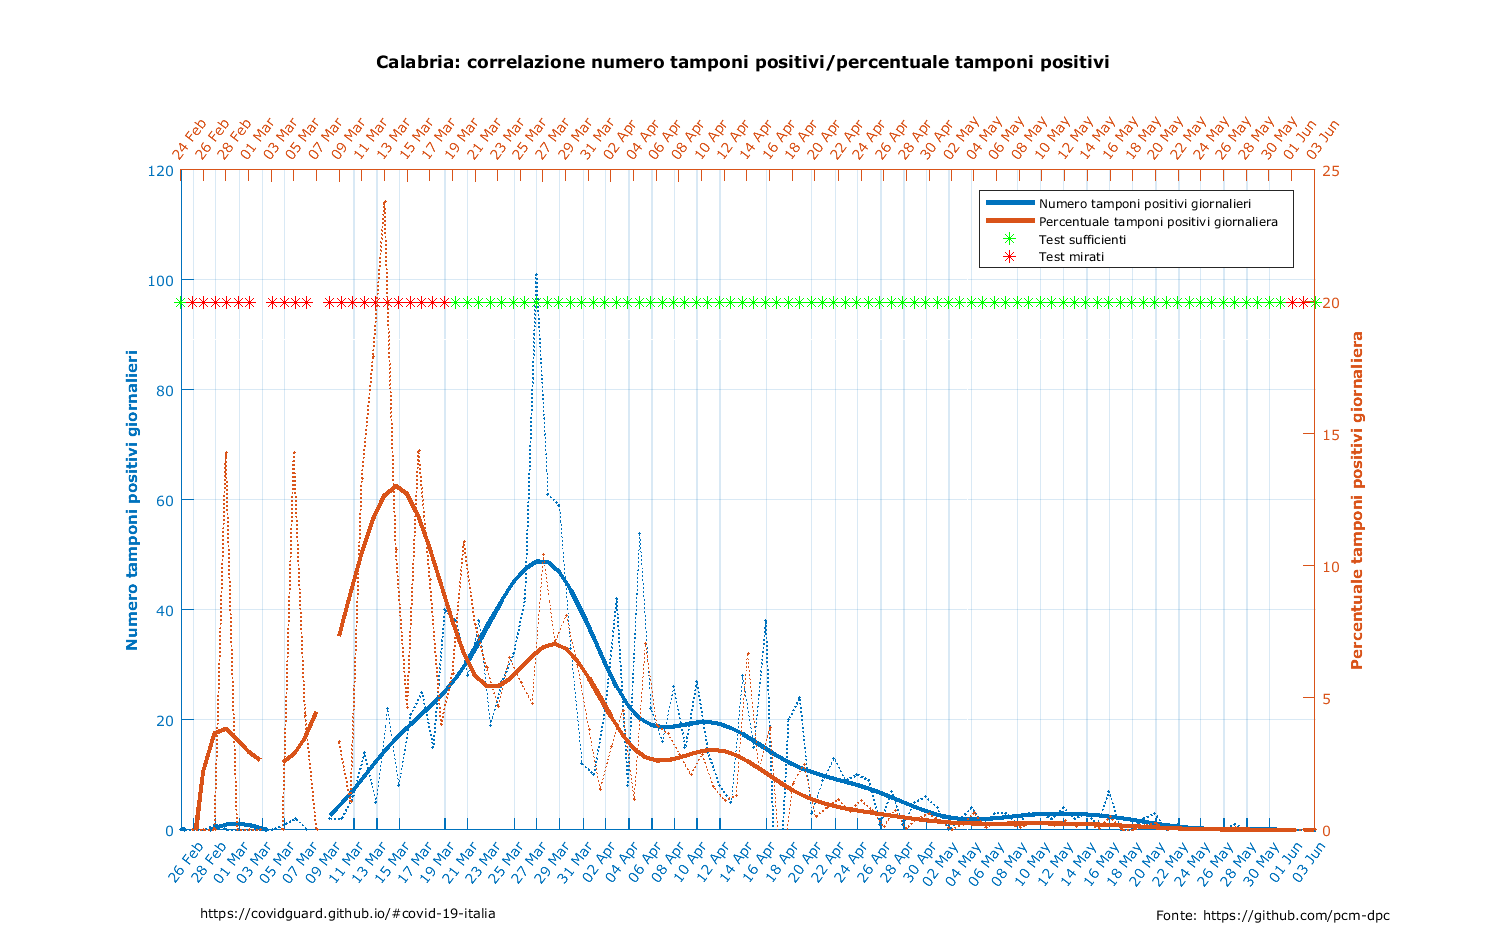 Calabria: correlazione numero tamponi positivi/percentuale tamponi positivi
24 Feb 26 Feb 28 Feb 01 Mar 03 Mar 05 Mar 07 Mar 09 Mar 11 Mar 13 Mar 15 Mar 17 Mar 19 Mar 21 Mar 23 Mar 25 Mar 27 Mar 29 Mar 31 Mar 02 Apr 04 Apr 06 Apr 08 Apr 10 Apr 12 Apr 14 Apr 16 Apr 18 Apr 20 Apr 22 Apr 24 Apr 26 Apr 28 Apr 30 Apr 02 May 04 May 06 May 08 May 10 May 12 May 14 May 16 May 18 May 20 May 22 May 24 May 26 May 28 May 30 May 01 Jun 03 Jun
Numero tamponi positivi giornalieri
120
100
80
60
40
20
0
Numero tamponi positivi giornalieri
Percentuale tamponi positivi giornaliera
Test sufficienti
Test mirati
25
20
15
10
5
0
Percentuale tamponi positivi giornaliera
26 Feb 28 Feb 01 Mar 03 Mar 05 Mar 07 Mar 09 Mar 11 Mar 13 Mar 15 Mar 17 Mar 19 Mar 21 Mar 23 Mar 25 Mar 27 Mar 29 Mar 31 Mar 02 Apr 04 Apr 06 Apr 08 Apr 10 Apr 12 Apr 14 Apr 16 Apr 18 Apr 20 Apr 22 Apr 24 Apr 26 Apr 28 Apr 30 Apr 02 May 04 May 06 May 08 May 10 May 12 May 14 May 16 May 18 May 20 May 22 May 24 May 26 May 28 May 30 May 01 Jun 03 Jun
https://covidguard.github.io/#covid-19-italia
Fonte: https://github.com/pcm-dpc